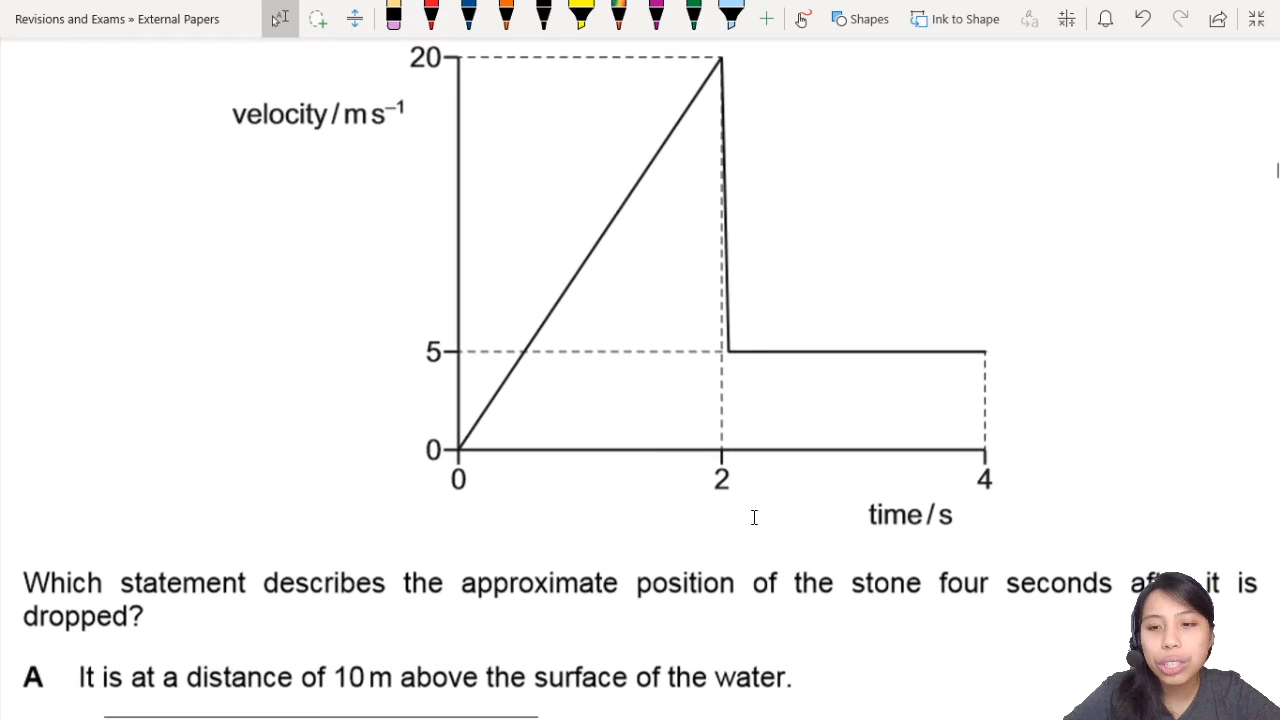 Revisions and Exams » External Papers
Shapes
Ink to Shape
20
velocity / m s⁻¹
5
0
0 2 4
time / s
Which statement describes the approximate position of the stone four seconds it is
dropped?
A It is at a distance of 10 m above the surface of the water.